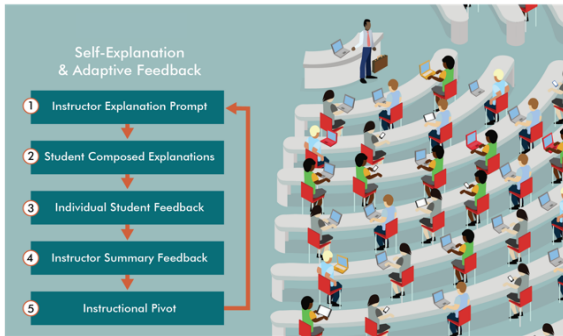 Self-Explanation
& Adaptive Feedback
1 Instructor Explanation Prompt
2 Student Composed Explanations
3 Individual Student Feedback
4 Instructor Summary Feedback
5 Instructional Pivot